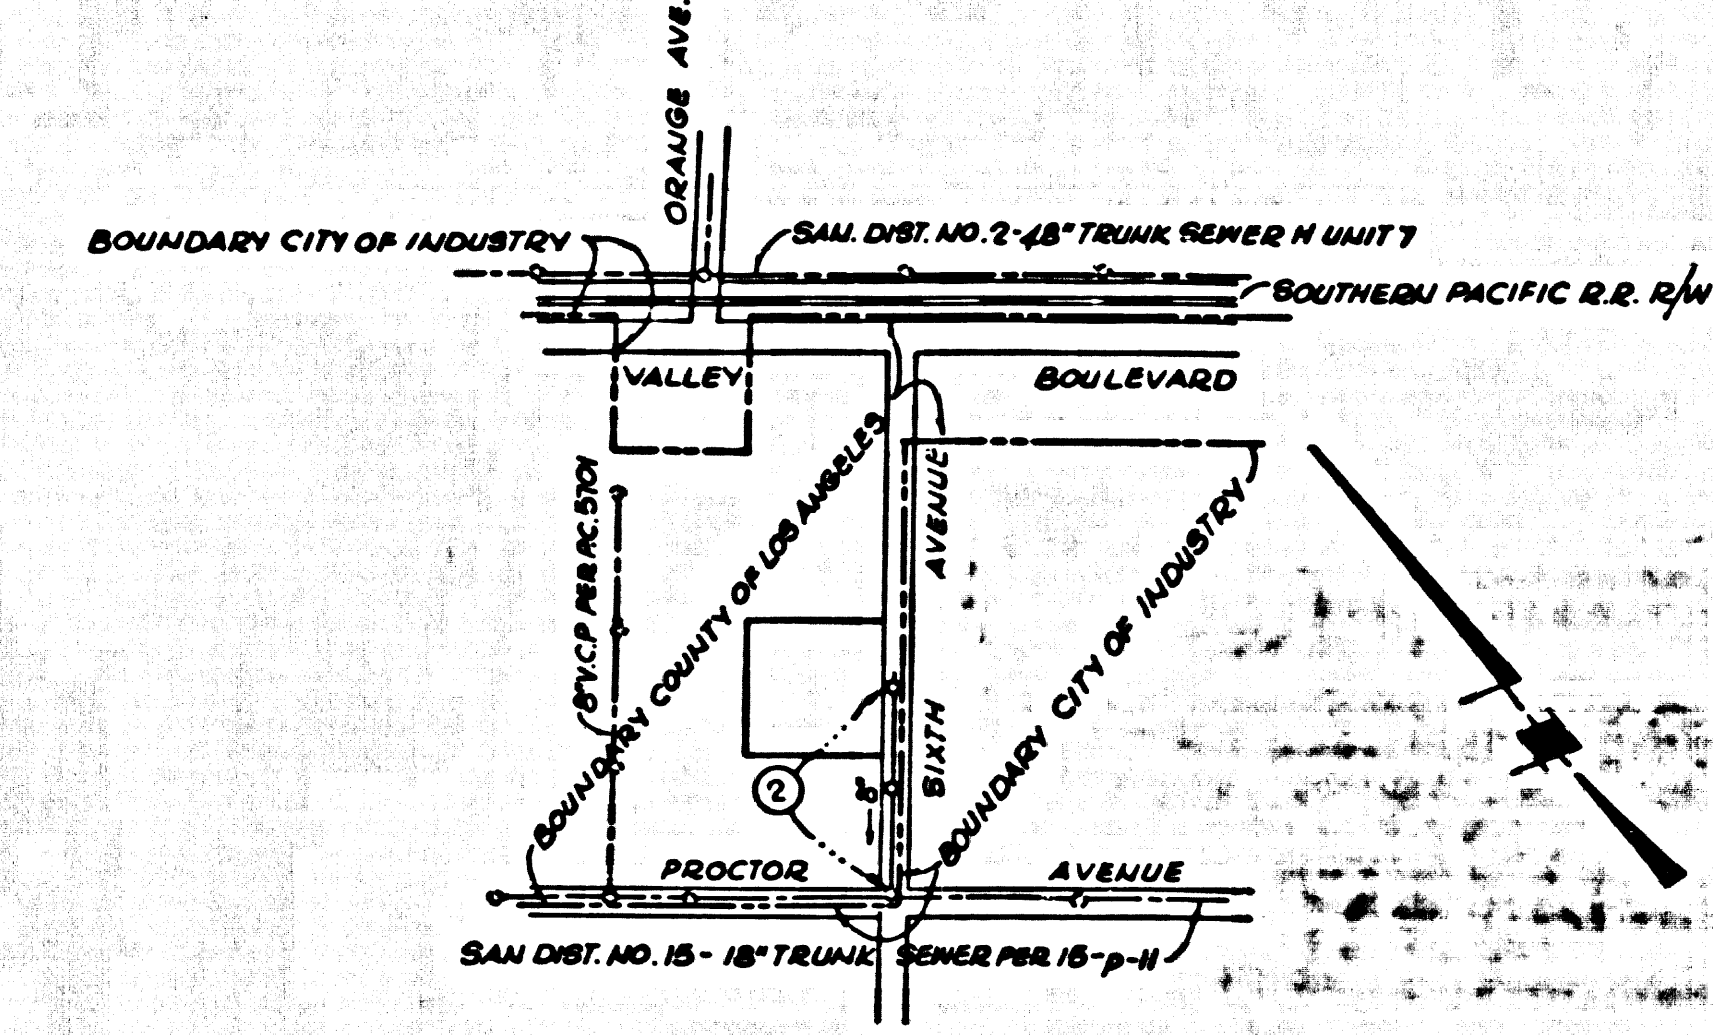 ORANGE AVE.
BOUNDARY CITY OF INDUSTRY
SAN. DIST. NO. 2-48" TRUNK SEWER H UNIT 7
SOUTHERN PACIFIC R.R. R/W
VALLEY
BOULEVARD
8" V.C.P PER P.C. 5701
BOUNDARY COUNTY OF LOS ANGELES
SIXTH AVENUE
BOUNDARY CITY OF INDUSTRY
2
8"
PROCTOR
AVENUE
SAN DIST. NO. 15 - 18" TRUNK SEWER PER 15-p-H